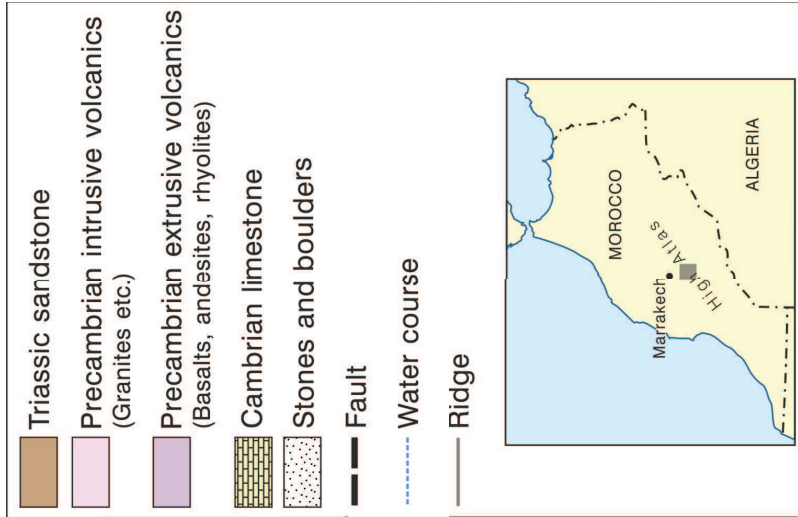 Triassic sandstone
Precambrian intrusive volcanics
(Granites etc.)
Precambrian extrusive volcanics
(Basalts, andesites, rhyolites)
Cambrian limestone
Stones and boulders
Fault
Water course
Ridge
MOROCCO
Marrakech
High Atlas
ALGERIA